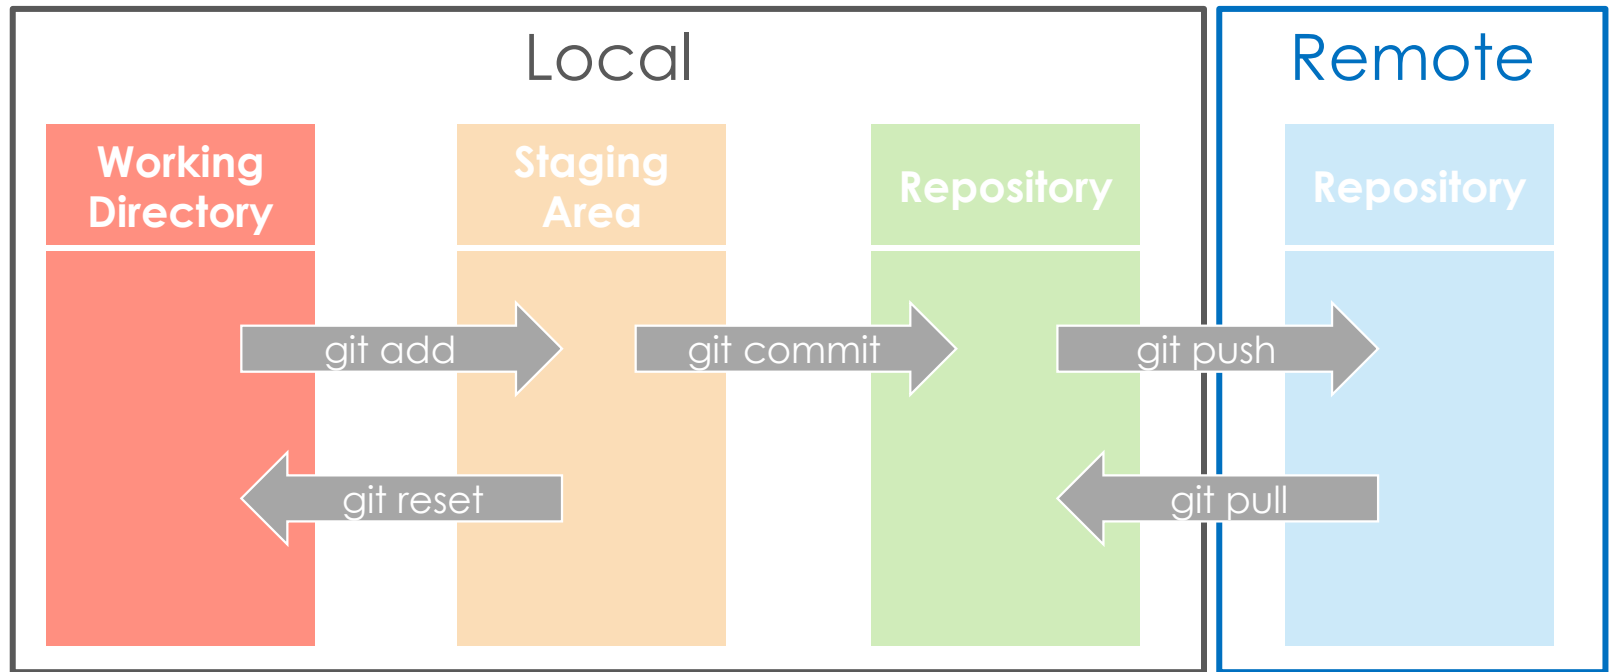 Local
Remote
Working
Directory
Staging
Area
Repository
Repository
git add
git commit
git push
git reset
git pull